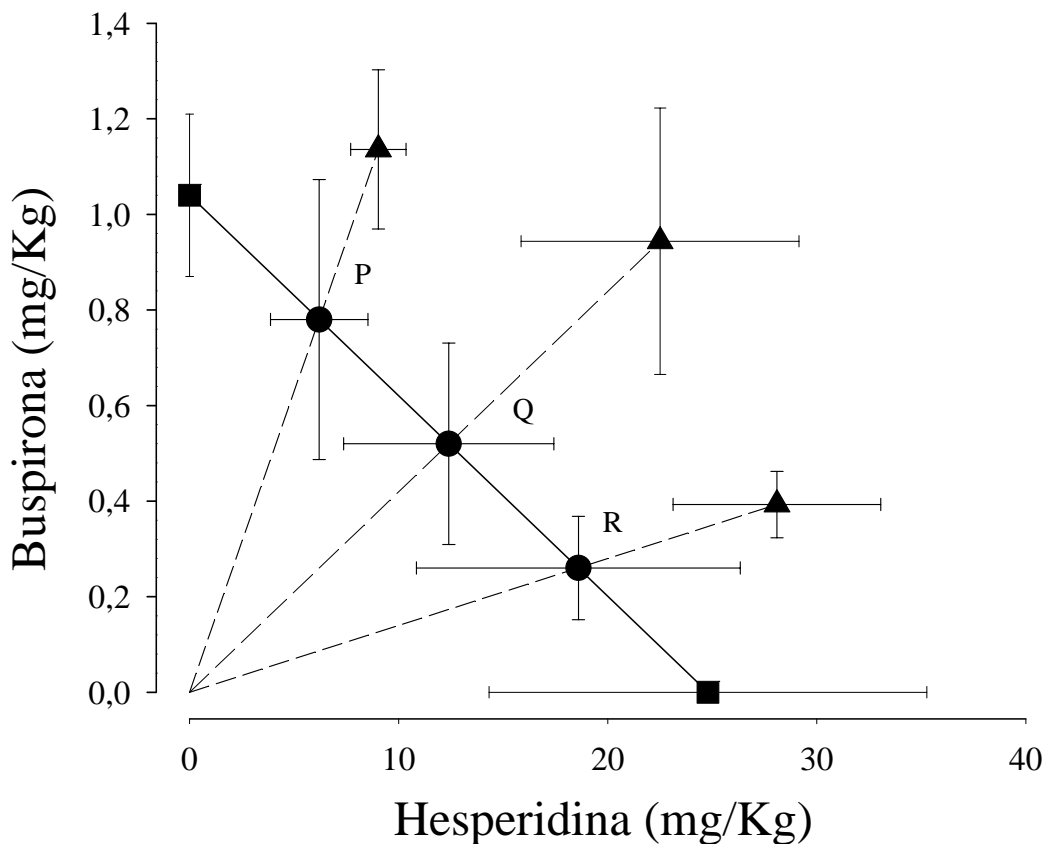 1,4
1,2
1,0
0,8
0,6
0,4
0,2
0,0
Buspirona (mg/Kg)
P
Q
R
0 10 20 30 40
Hesperidina (mg/Kg)